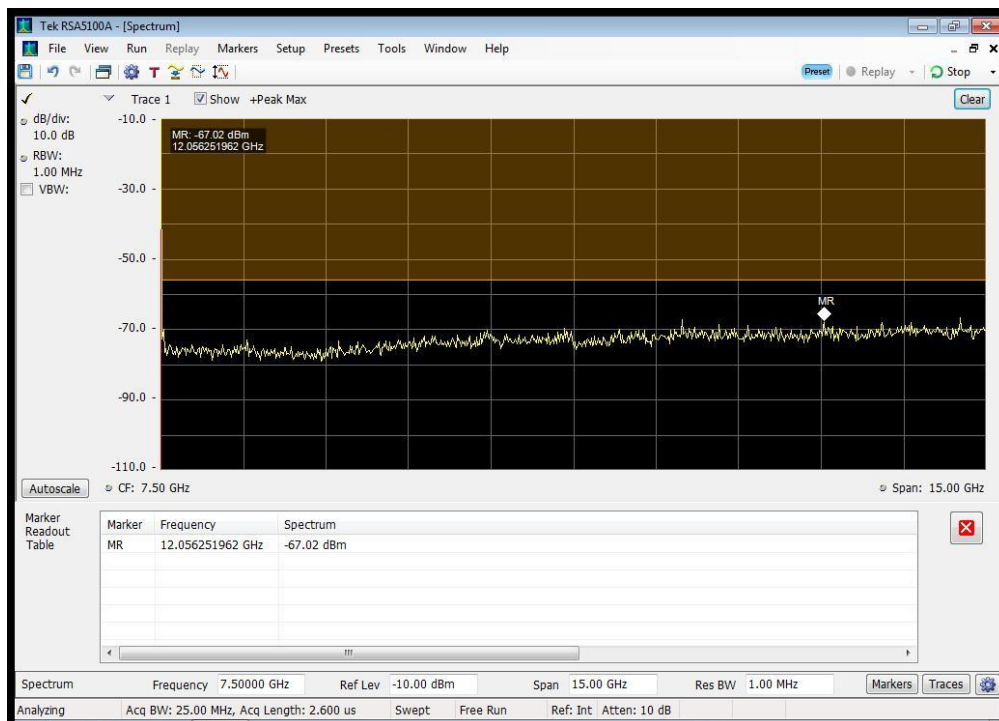 Tek RSA5100A - [Spectrum]
File View Run Replay Markers Setup Presets Tools Window Help
T Preset Replay Stop
Trace 1 Show +Peak Max Clear
dB/div:
10.0 dB
RBW:
1.00 MHz
VBW:
-10.0
-30.0
-50.0
-70.0
-90.0
-110.0
MR: -67.02 dBm
12.056251962 GHz
MR
Autoscale CF: 7.50 GHz Span: 15.00 GHz
Marker
Readout
Table
Marker Frequency Spectrum
MR 12.056251962 GHz -67.02 dBm
Spectrum Frequency 7.50000 GHz Ref Lev -10.00 dBm Span 15.00 GHz Res BW 1.00 MHz Markers Traces
Analyzing Acq BW: 25.00 MHz, Acq Length: 2.600 us Swept Free Run Ref: Int Atten: 10 dB